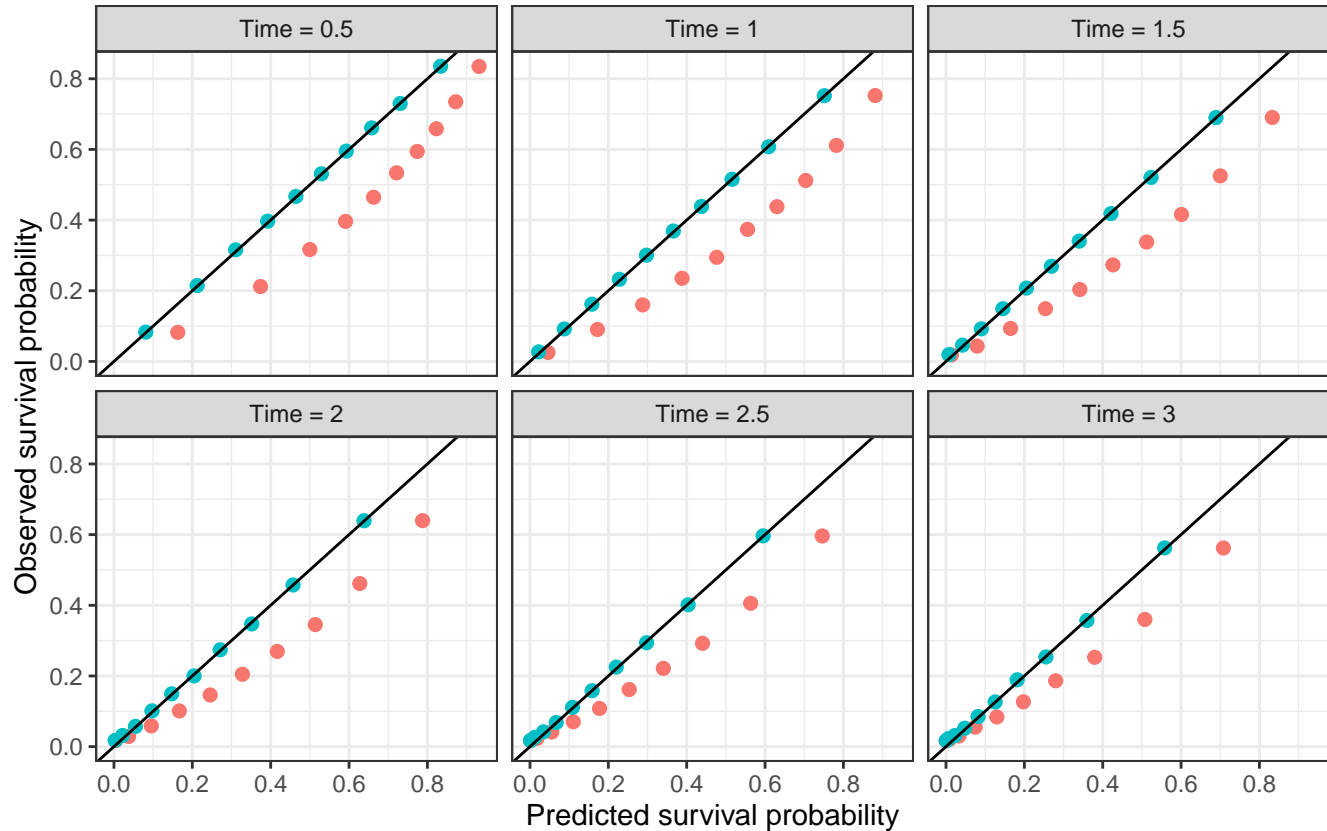 Time = 0.5
Time = 1
Time = 1.5
0.8
0.6
0.4
0.2
0.0
Time = 2
Time = 2.5
Time = 3
0.8
0.6
0.4
0.2
0.0
0.0 0.2 0.4 0.6 0.8
0.0 0.2 0.4 0.6 0.8
0.0 0.2 0.4 0.6 0.8
Observed survival probability
Predicted survival probability